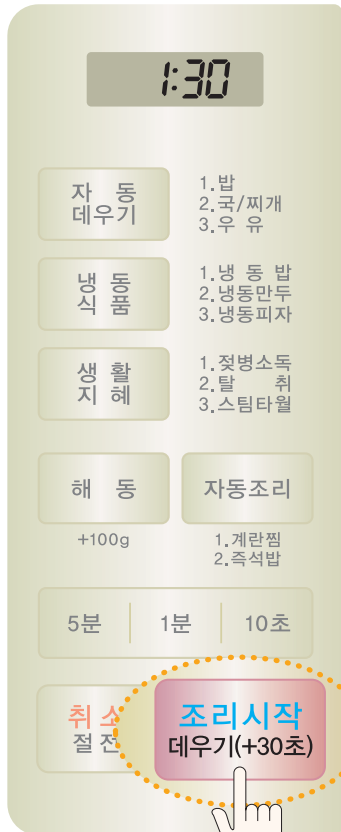 1:30
자 동
데우기
1.밥
2.국/찌개
3.우 유
냉 동
식 품
1.냉 동 밥
2.냉동만두
3.냉동피자
생 활
지 혜
1.젖병소독
2.탈 취
3.스팀타월
해 동
자동조리
+100g
1.계란찜
2.즉석밥
5분 1분 10초
취 소
절 전
조리시작
데우기(+30초)